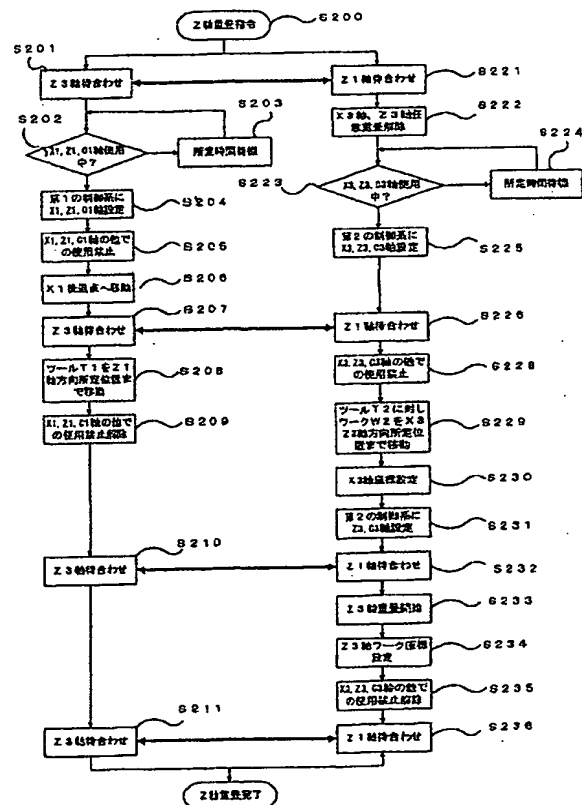 Z軸重畳指令
S200
S201
Z3軸待合わせ
Z1軸待合わせ
S221
S222
X3軸、Z3軸任
意重畳解除
S202
X1,Z1,C1軸使用
中?
S203
所定時間待機
S223
X3,Z3,C3軸使用
中?
S224
所定時間待機
第1の制御系に
X1,Z1,C1軸設定
S204
X1,Z1,C1軸の他で
の使用禁止
S205
第2の制御系に
X3,Z3,C3軸設定
S225
X1後退点へ移動
S206
Z3軸待合わせ
S207
Z1軸待合わせ
S226
ツールT1をZ1
軸方向所定位置ま
で移動
S208
X3,Z3,C3軸の他で
の使用禁止
S228
X1,Z1,C1軸の他で
の使用禁止解除
S209
ツールT2に対し
ワークW2をX3
Z3軸方向所定位
置まで移動
S229
X3軸座標設定
S230
第2の制御系に
Z3,C3軸設定
S231
Z3軸待合わせ
S210
Z1軸待合わせ
S232
Z3軸重畳開始
S233
Z3軸ワーク座標
設定
S234
X3,Z3,C3軸の他で
の使用禁止解除
S235
Z3軸待合わせ
S211
Z1軸待合わせ
S236
Z軸重畳完了